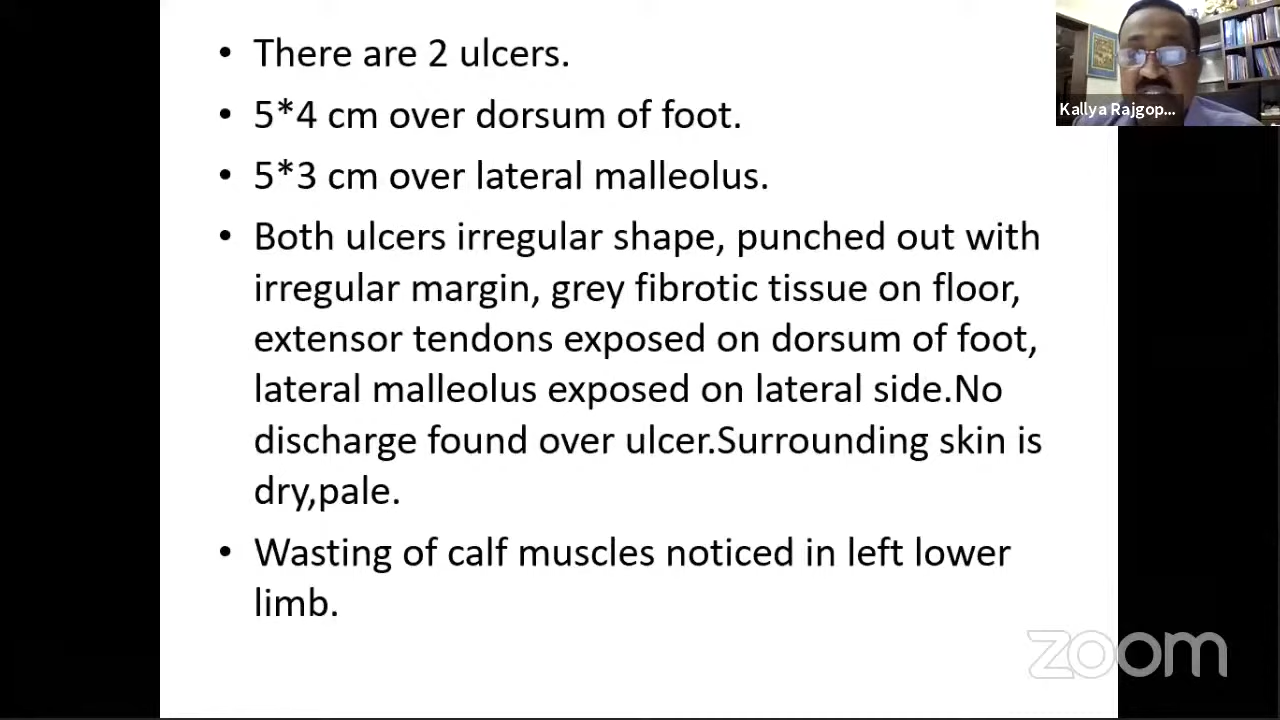 • There are 2 ulcers.
• 5*4 cm over dorsum of foot.
• 5*3 cm over lateral malleolus.
• Both ulcers irregular shape, punched out with
irregular margin, grey fibrotic tissue on floor,
extensor tendons exposed on dorsum of foot,
lateral malleolus exposed on lateral side.No
discharge found over ulcer.Surrounding skin is
dry,pale.
• Wasting of calf muscles noticed in left lower
limb.
Kallya Rajgop...
zoom